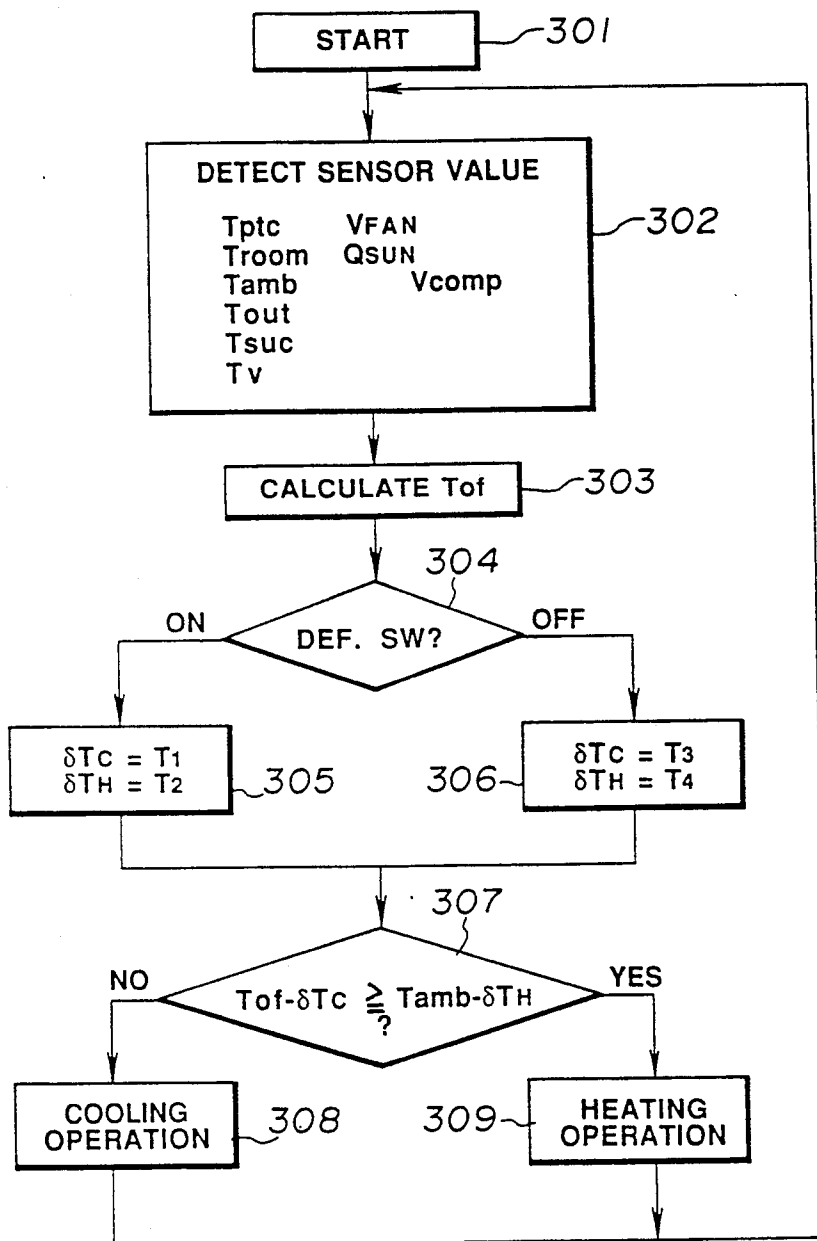 START
301
DETECT SENSOR VALUE
Tptc VFAN
Troom QSUN
Tamb Vcomp
Tout
Tsuc
Tv
302
CALCULATE Tof
303
304
ON
DEF. SW?
OFF
δTC = T1
δTH = T2
305
306
δTC = T3
δTH = T4
307
NO
Tof-δTC ≧ Tamb-δTH
?
YES
COOLING
OPERATION
308
309
HEATING
OPERATION